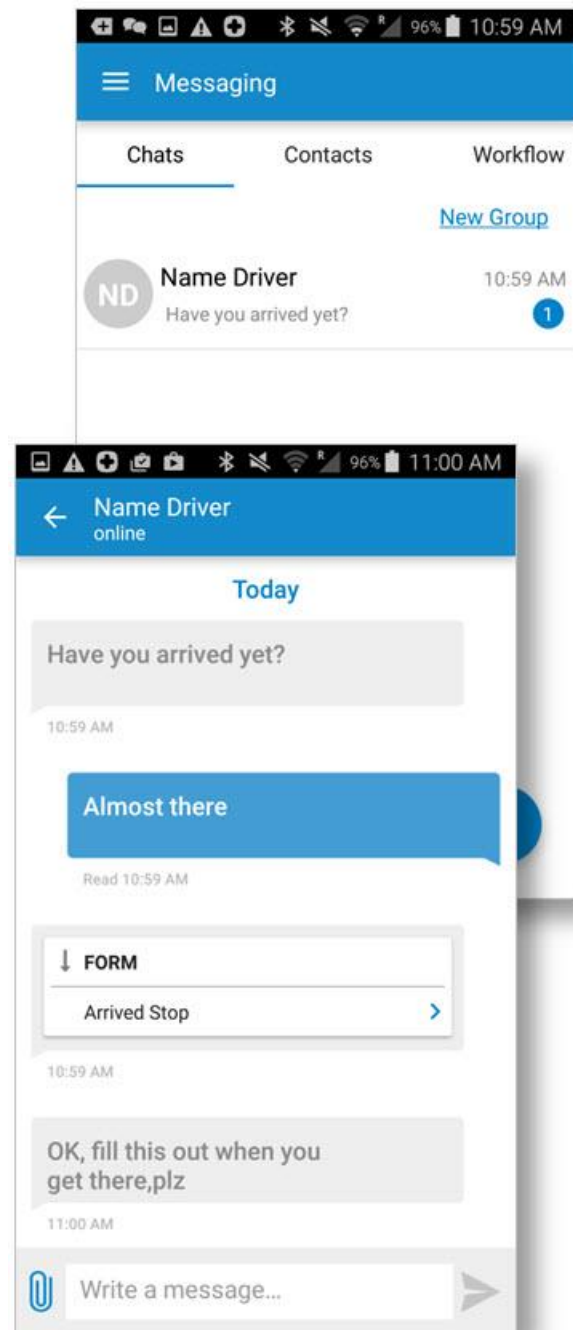 R 96% 10:59 AM
Messaging
Chats Contacts Workflow
New Group
ND Name Driver 10:59 AM
Have you arrived yet? 1
R 96% 11:00 AM
Name Driver
online
Today
Have you arrived yet?
10:59 AM
Almost there
Read 10:59 AM
FORM
Arrived Stop
10:59 AM
OK, fill this out when you
get there,plz
11:00 AM
Write a message...